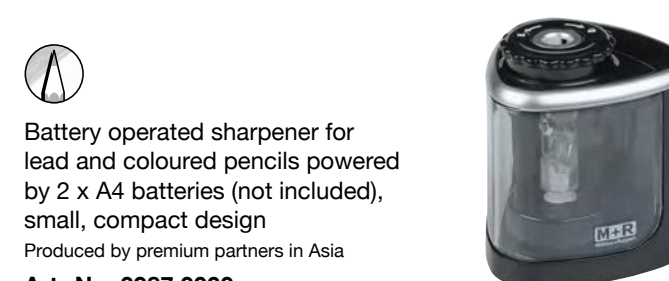 Battery operated sharpener for
lead and coloured pencils powered
by 2 x A4 batteries (not included),
small, compact design
Produced by premium partners in Asia
M+R